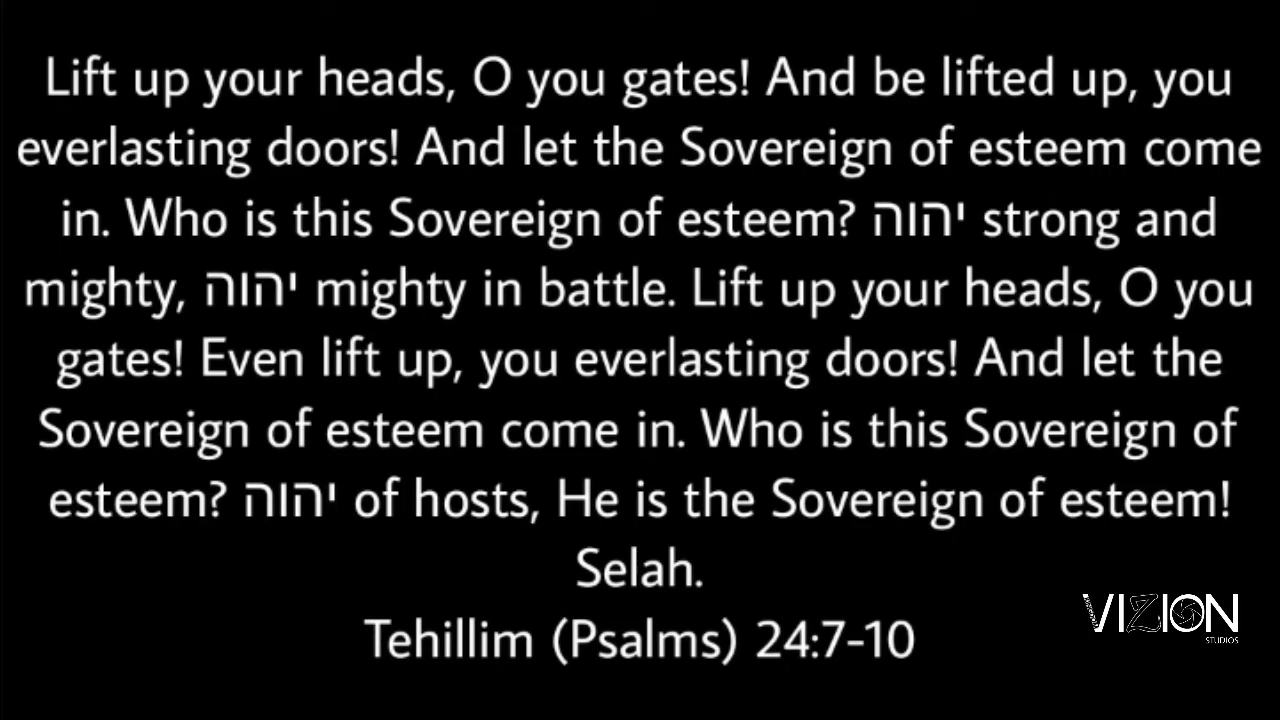 Lift up your heads, O you gates! And be lifted up, you
everlasting doors! And let the Sovereign of esteem come
in. Who is this Sovereign of esteem? יהוה strong and
mighty, יהוה mighty in battle. Lift up your heads, O you
gates! Even lift up, you everlasting doors! And let the
Sovereign of esteem come in. Who is this Sovereign of
esteem? יהוה of hosts, He is the Sovereign of esteem!
Selah.
Tehillim (Psalms) 24:7-10
VIZION
STUDIOS